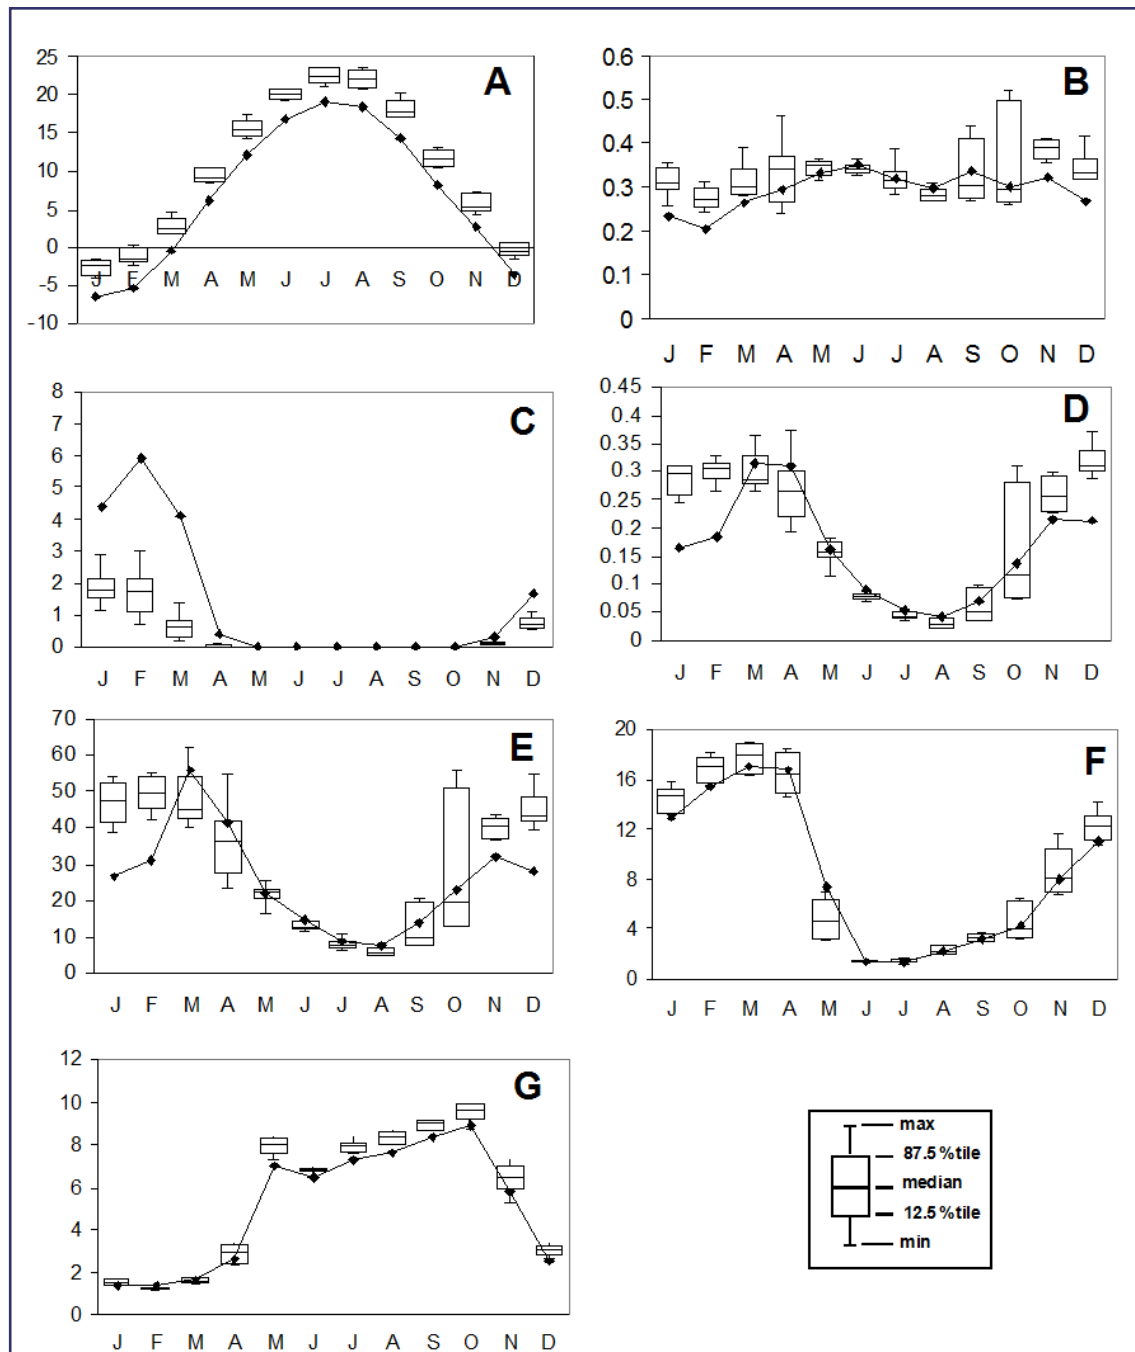 25
20
15
10
5
0
-5
-10
A
J F M A M J J A S O N D
0.6
0.5
0.4
0.3
0.2
0.1
0
B
J F M A M J J A S O N D
8
7
6
5
4
3
2
1
0
C
J F M A M J J A S O N D
0.45
0.4
0.35
0.3
0.25
0.2
0.15
0.1
0.05
0
D
J F M A M J J A S O N D
70
60
50
40
30
20
10
0
E
J F M A M J J A S O N D
20
16
12
8
4
0
F
J F M A M J J A S O N D
12
10
8
6
4
2
0
G
J F M A M J J A S O N D
max
87.5 %tile
median
12.5 %tile
min